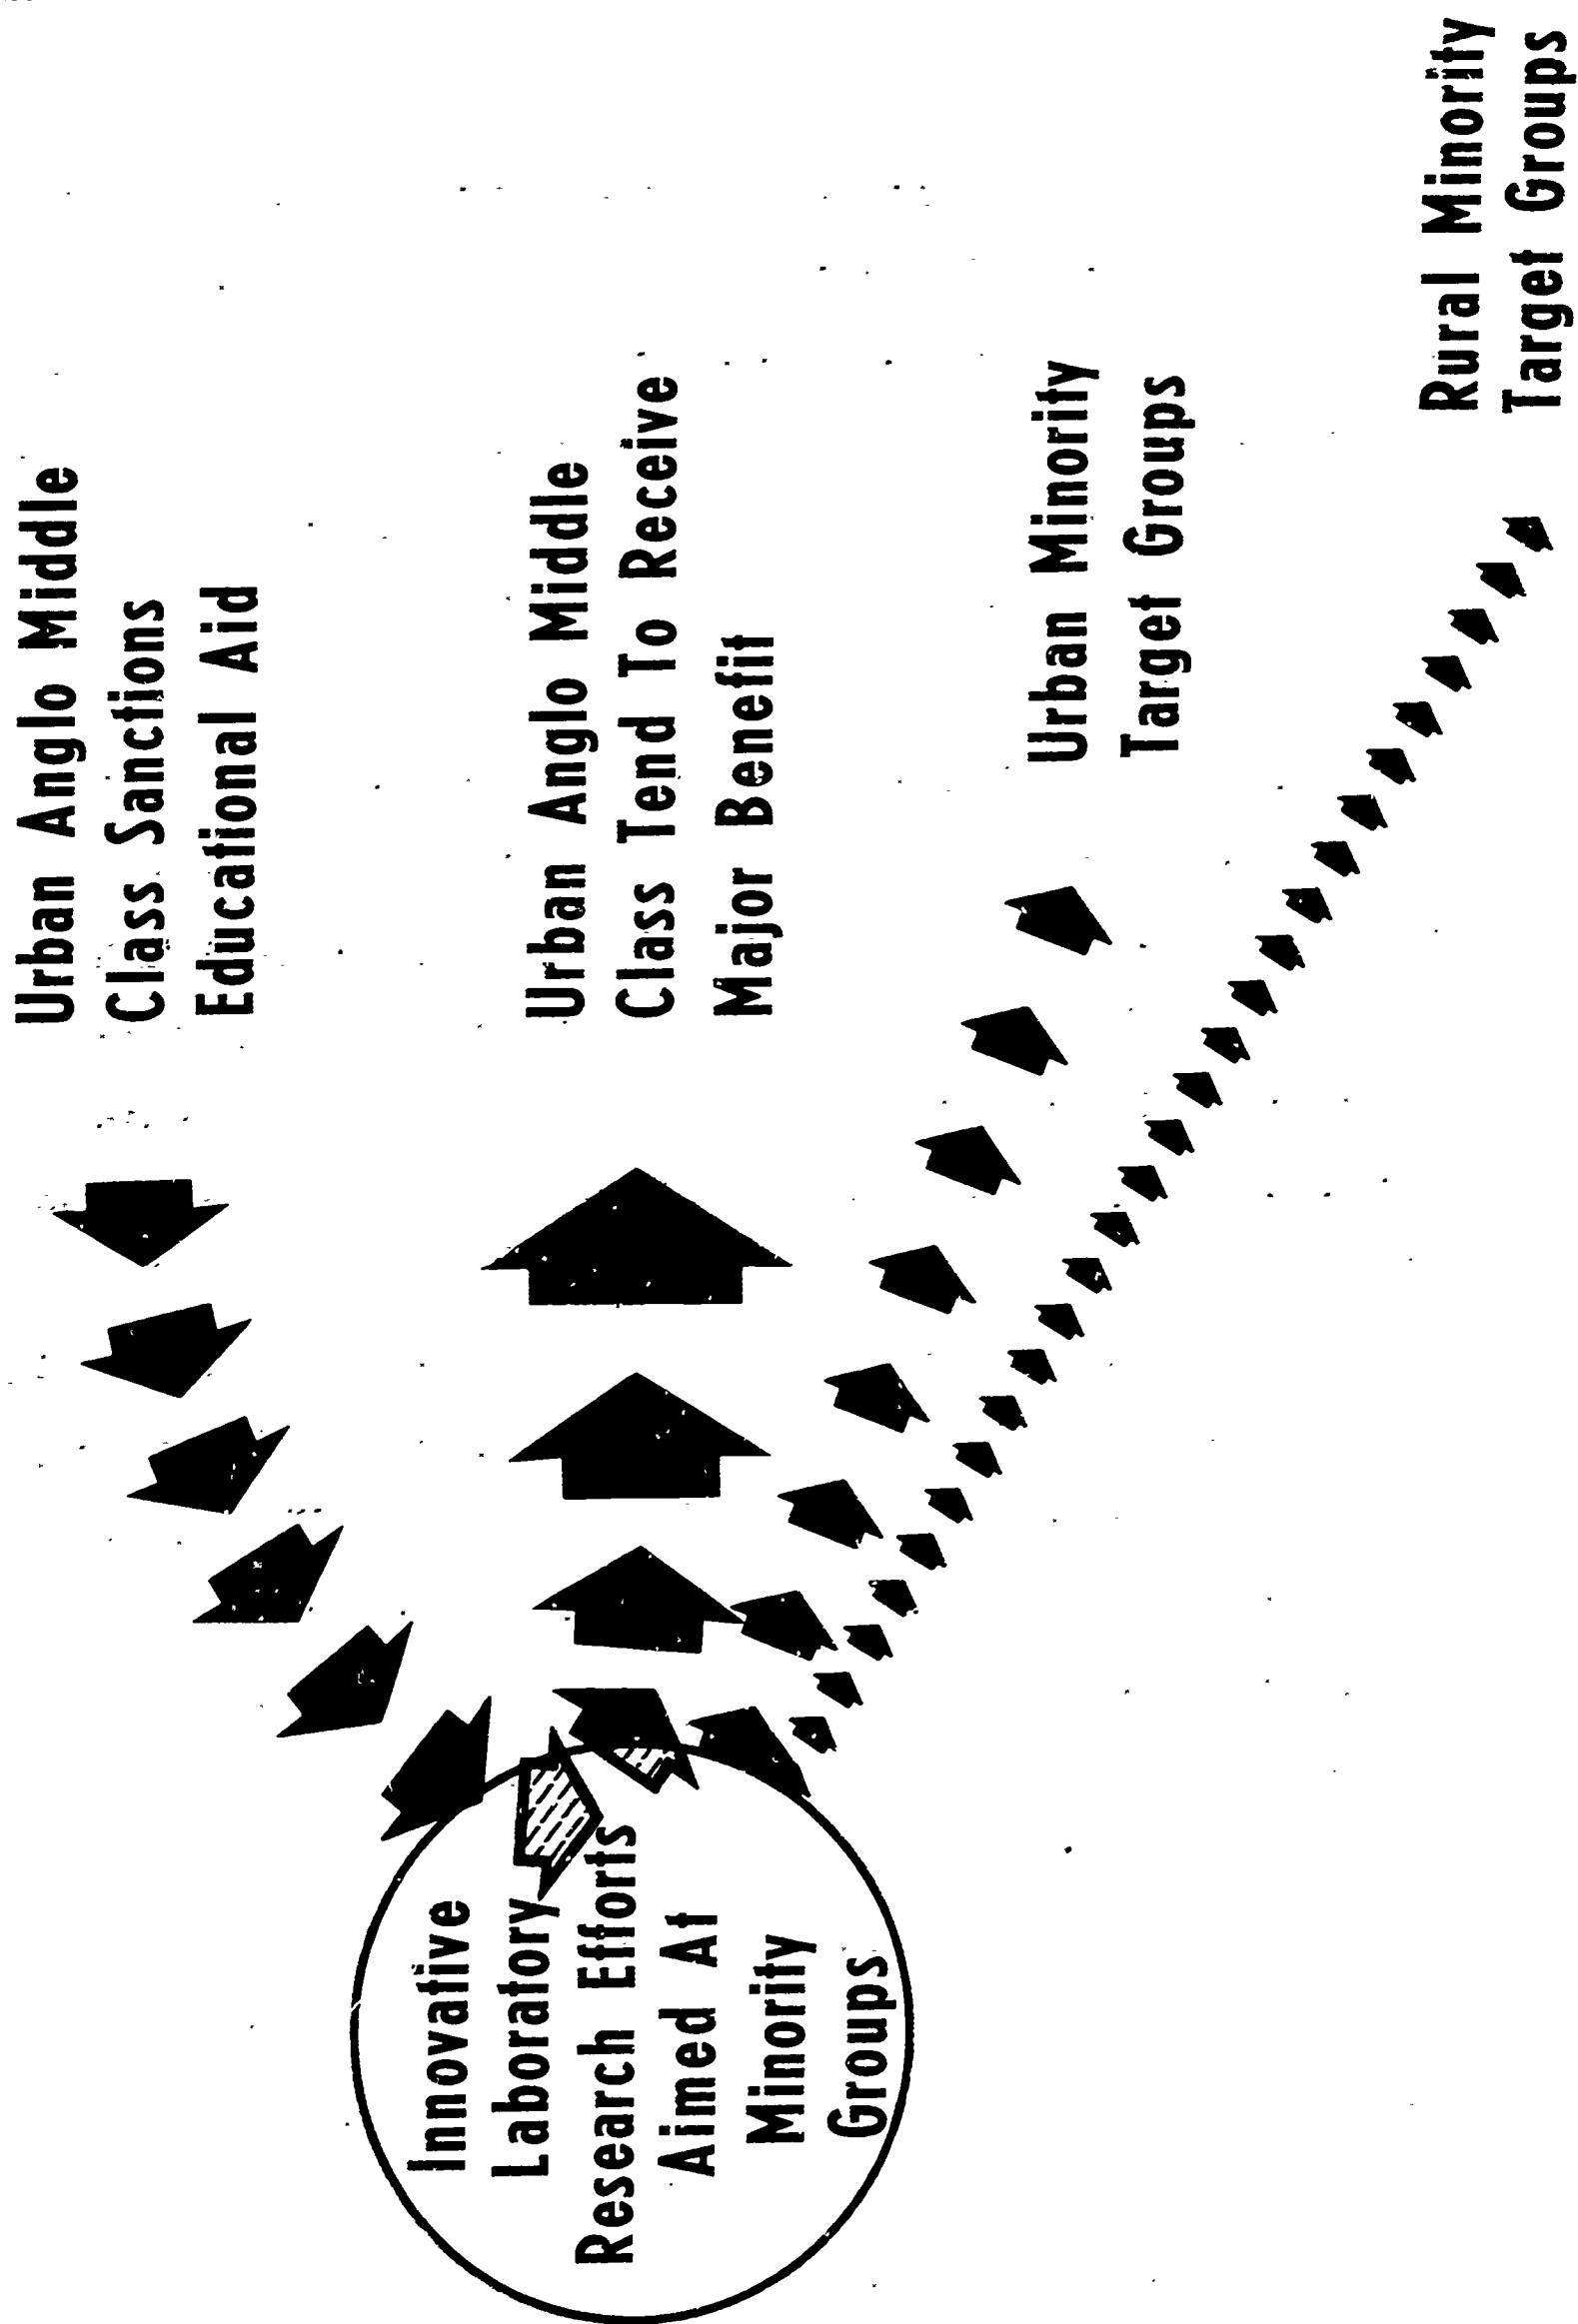 Urban Anglo Middle
Class Sanctions
Educational Aid
Urban Anglo Middle
Class Tend To Receive
Major Benefit
Urban Minority
Target Groups
Rural Minority
Target Groups
Innovative
Laboratory
Research Efforts
Aimed At
Minority
Groups